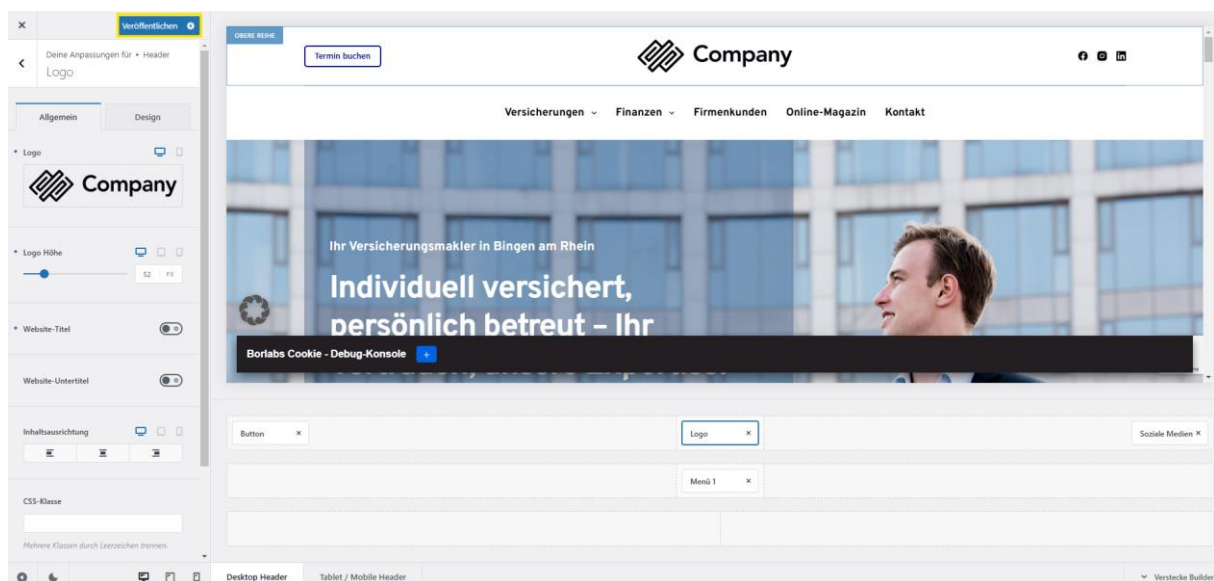 Veröffentlichen
Deine Anpassungen für • Header
Logo
Allgemein
Design
Logo
Company
Logo Höhe
52 PX
Website-Titel
Website-Untertitel
Inhaltsausrichtung
CSS-Klasse
Mehrere Klassen durch Leerzeichen trennen.
OBERE REIHE
Termin buchen
Company
Versicherungen Finanzen Firmenkunden Online-Magazin Kontakt
Ihr Versicherungsmakler in Bingen am Rhein
Individuell versichert,
persönlich betreut – Ihr
Borlabs Cookie - Debug-Konsole +
Button ×
Logo ×
Soziale Medien ×
Menü 1 ×
Desktop Header
Tablet / Mobile Header
Verstecke Builder